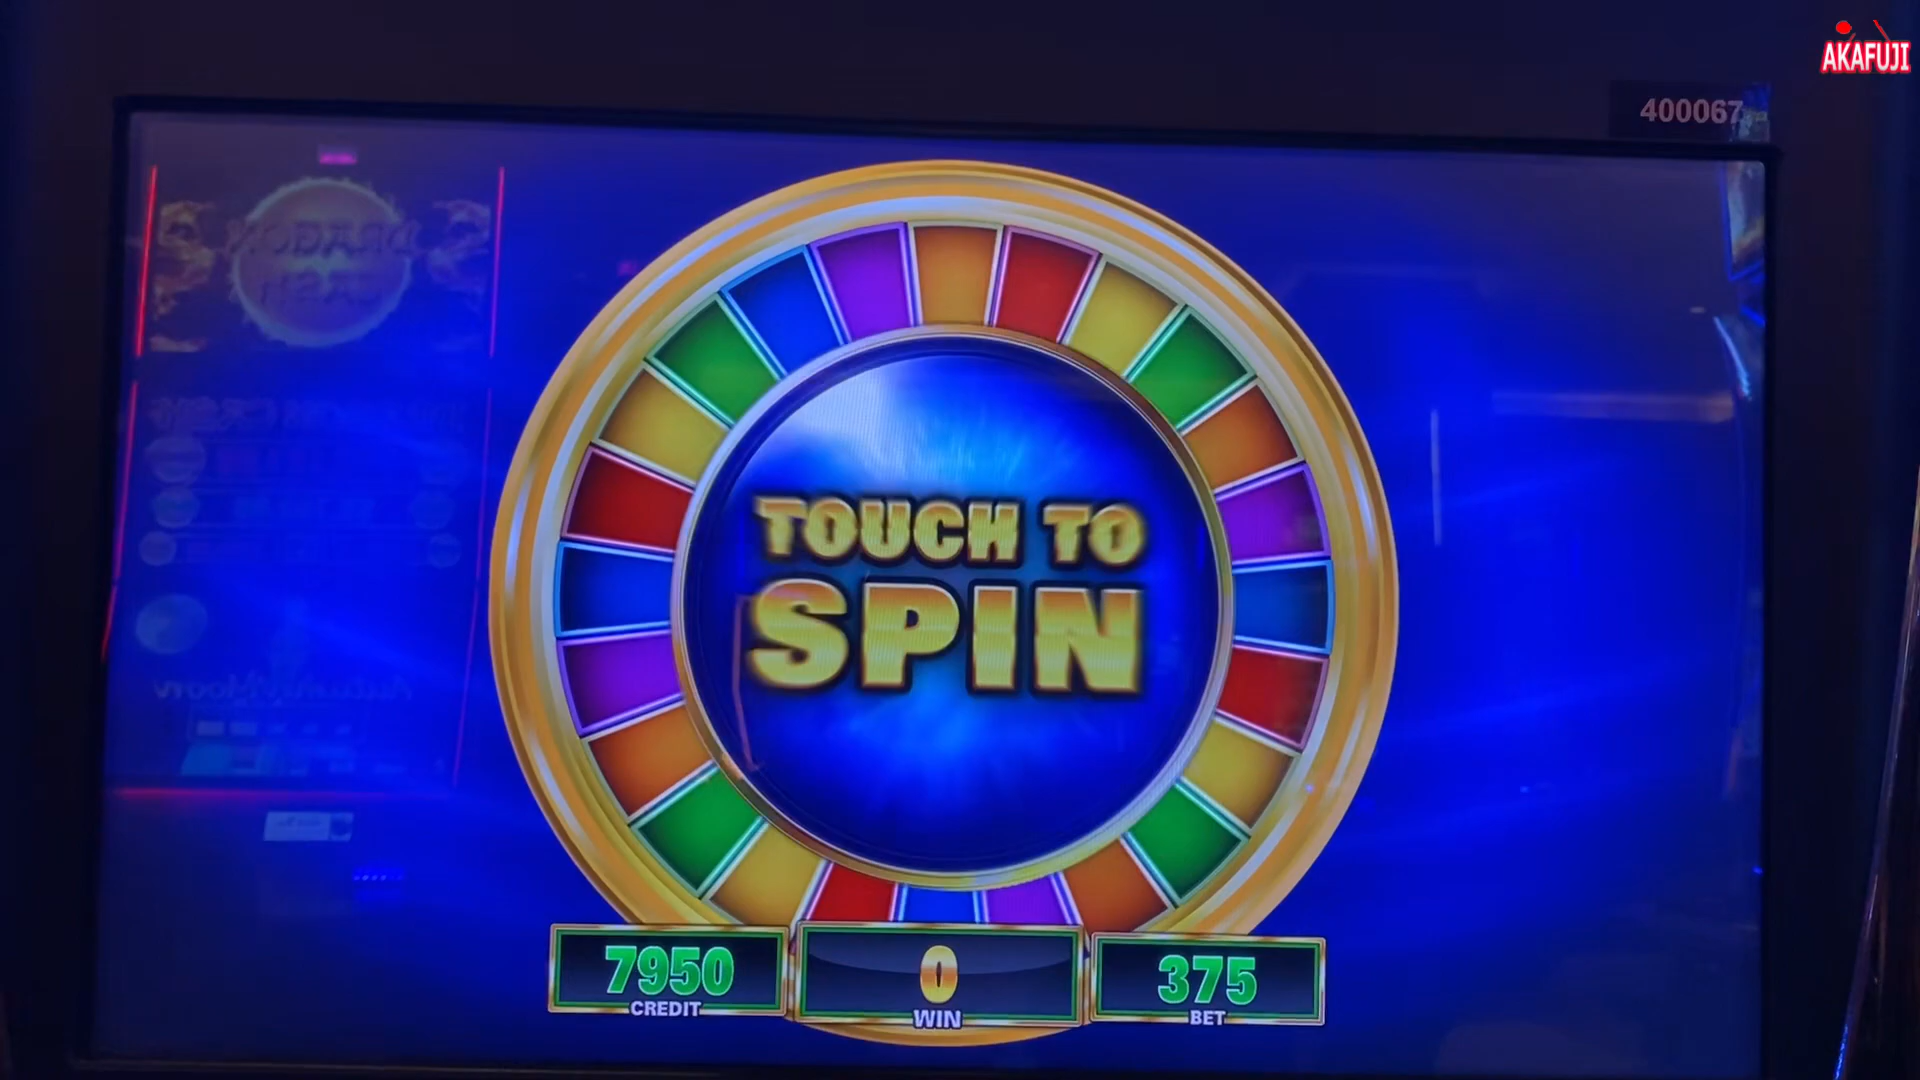 AKAFUJI
400067
TOUCH TO
SPIN
7950
CREDIT
0
WIN
375
BET